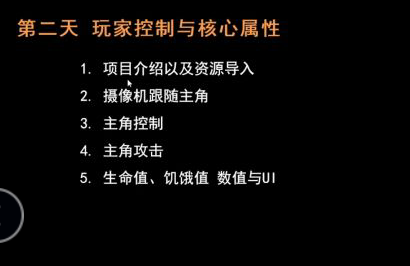 第二天 玩家控制与核心属性
1. 项目介绍以及资源导入
2. 摄像机跟随主角
3. 主角控制
4. 主角攻击
5. 生命值、饥饿值 数值与UI